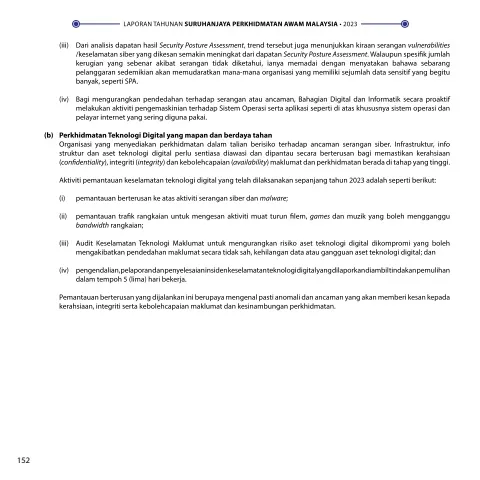 LAPORAN TAHUNAN SURUHANJAYA PERKHIDMATAN AWAM MALAYSIA • 2023
(iii) Dari analisis dapatan hasil Security Posture Assessment, trend tersebut juga menunjukkan kiraan serangan vulnerabilities
/keselamatan siber yang dikesan semakin meningkat dari dapatan Security Posture Assessment. Walaupun spesifik jumlah
kerugian yang sebenar akibat serangan tidak diketahui, ianya memadai dengan menyatakan bahawa sebarang
pelanggaran sedemikian akan memudaratkan mana-mana organisasi yang memiliki sejumlah data sensitif yang begitu
banyak, seperti SPA.
(iv) Bagi mengurangkan pendedahan terhadap serangan atau ancaman, Bahagian Digital dan Informatik secara proaktif
melakukan aktiviti pengemaskinian terhadap Sistem Operasi serta aplikasi seperti di atas khususnya sistem operasi dan
pelayar internet yang sering diguna pakai.
(b) Perkhidmatan Teknologi Digital yang mapan dan berdaya tahan
Organisasi yang menyediakan perkhidmatan dalam talian berisiko terhadap ancaman serangan siber. Infrastruktur, info
struktur dan aset teknologi digital perlu sentiasa diawasi dan dipantau secara berterusan bagi memastikan kerahsiaan
(confidentiality), integriti (integrity) dan kebolehcapaian (availability) maklumat dan perkhidmatan berada di tahap yang tinggi.
Aktiviti pemantauan keselamatan teknologi digital yang telah dilaksanakan sepanjang tahun 2023 adalah seperti berikut:
(i) pemantauan berterusan ke atas aktiviti serangan siber dan malware;
(ii) pemantauan trafik rangkaian untuk mengesan aktiviti muat turun filem, games dan muzik yang boleh mengganggu
bandwidth rangkaian;
(iii) Audit Keselamatan Teknologi Maklumat untuk mengurangkan risiko aset teknologi digital dikompromi yang boleh
mengakibatkan pendedahan maklumat secara tidak sah, kehilangan data atau gangguan aset teknologi digital; dan
(iv) pengendalian, pelaporan dan penyelesaian insiden keselamatan teknologi digital yang dilapor dan diambil tindakan pemulihan
dalam tempoh 5 (lima) hari bekerja.
Pemantauan berterusan yang dijalankan ini berupaya mengenal pasti anomali dan ancaman yang akan memberi kesan kepada
kerahsiaan, integriti serta kebolehcapaian maklumat dan kesinambungan perkhidmatan.
152